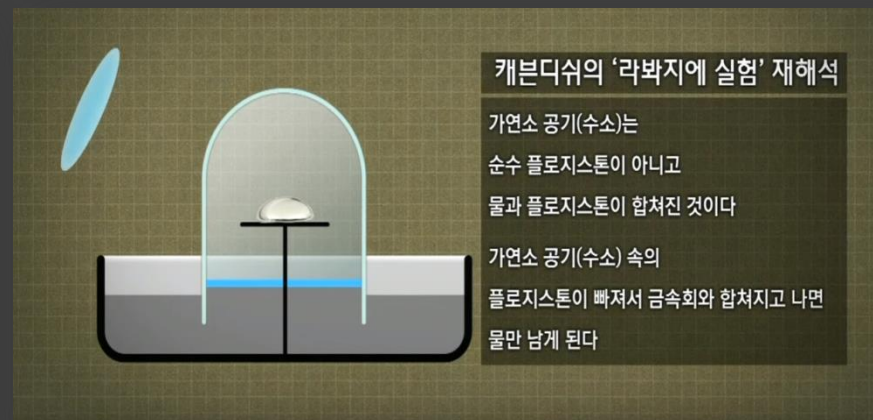 캐븐디쉬의 ‘라봐지에 실험’ 재해석
가연소 공기(수소)는
순수 플로지스톤이 아니고
물과 플로지스톤이 합쳐진 것이다
가연소 공기(수소) 속의
플로지스톤이 빠져서 금속회와 합쳐지고 나면
물만 남게 된다